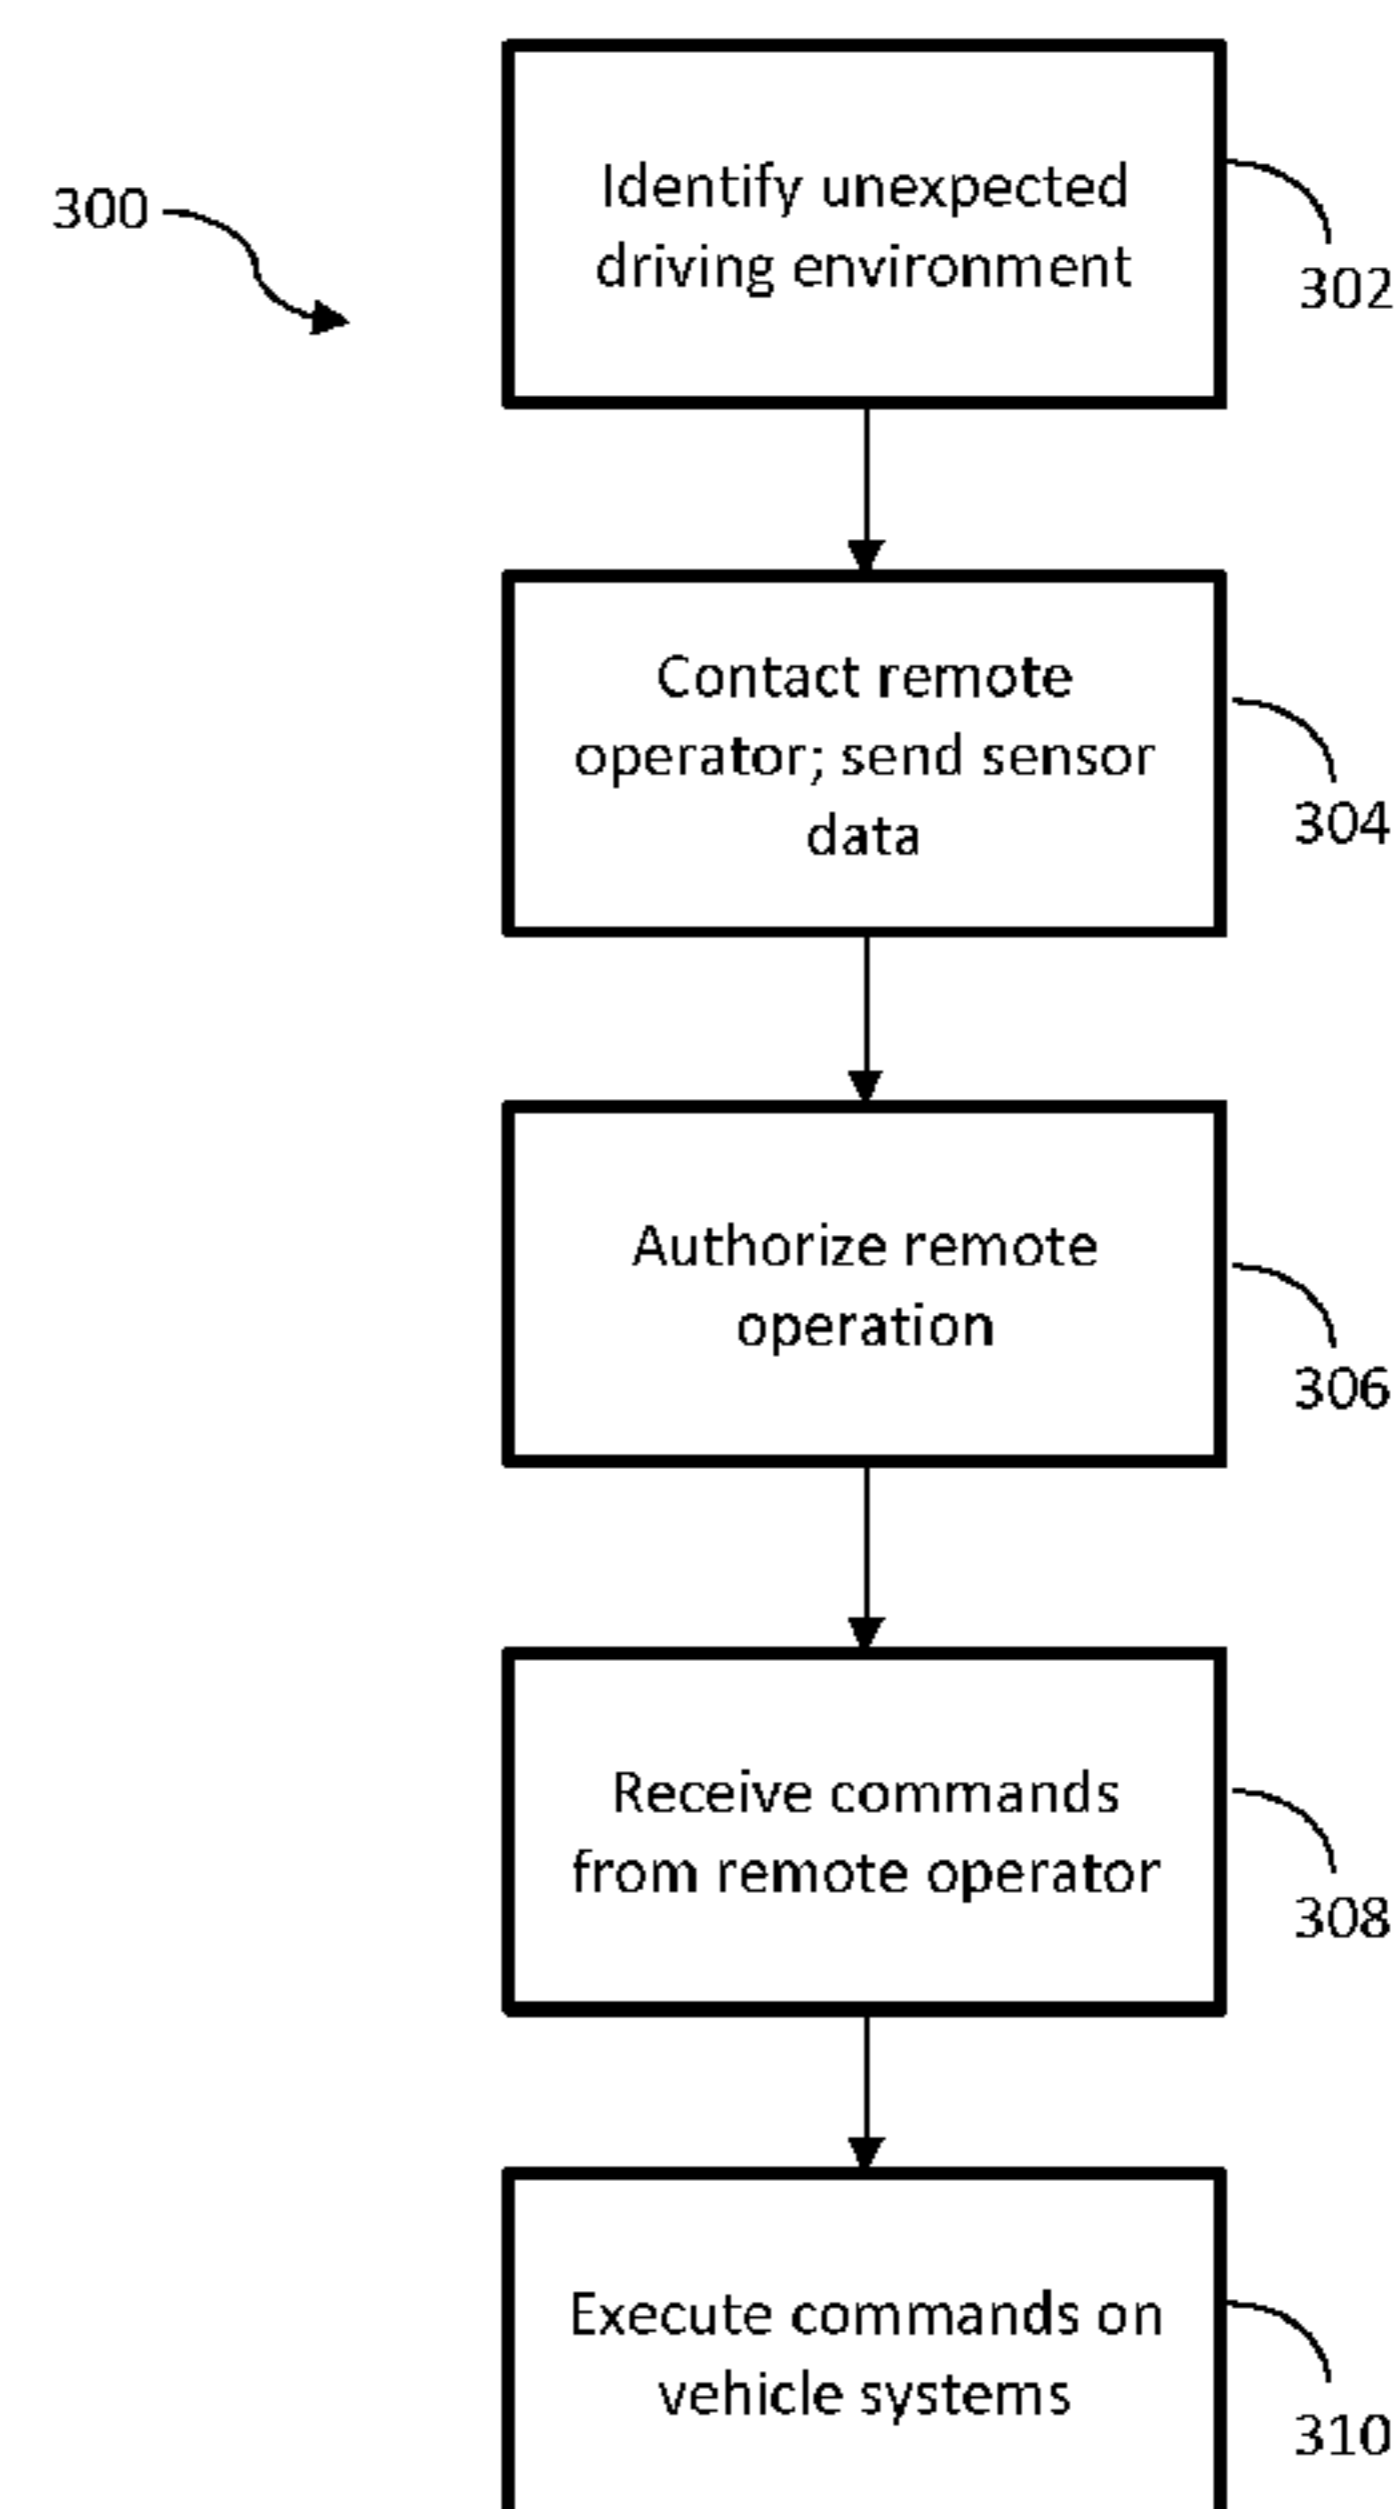 300
Identify unexpected
driving environment
302
Contact remote
operator; send sensor
data
304
Authorize remote
operation
306
Receive commands
from remote operator
308
Execute commands on
vehicle systems
310